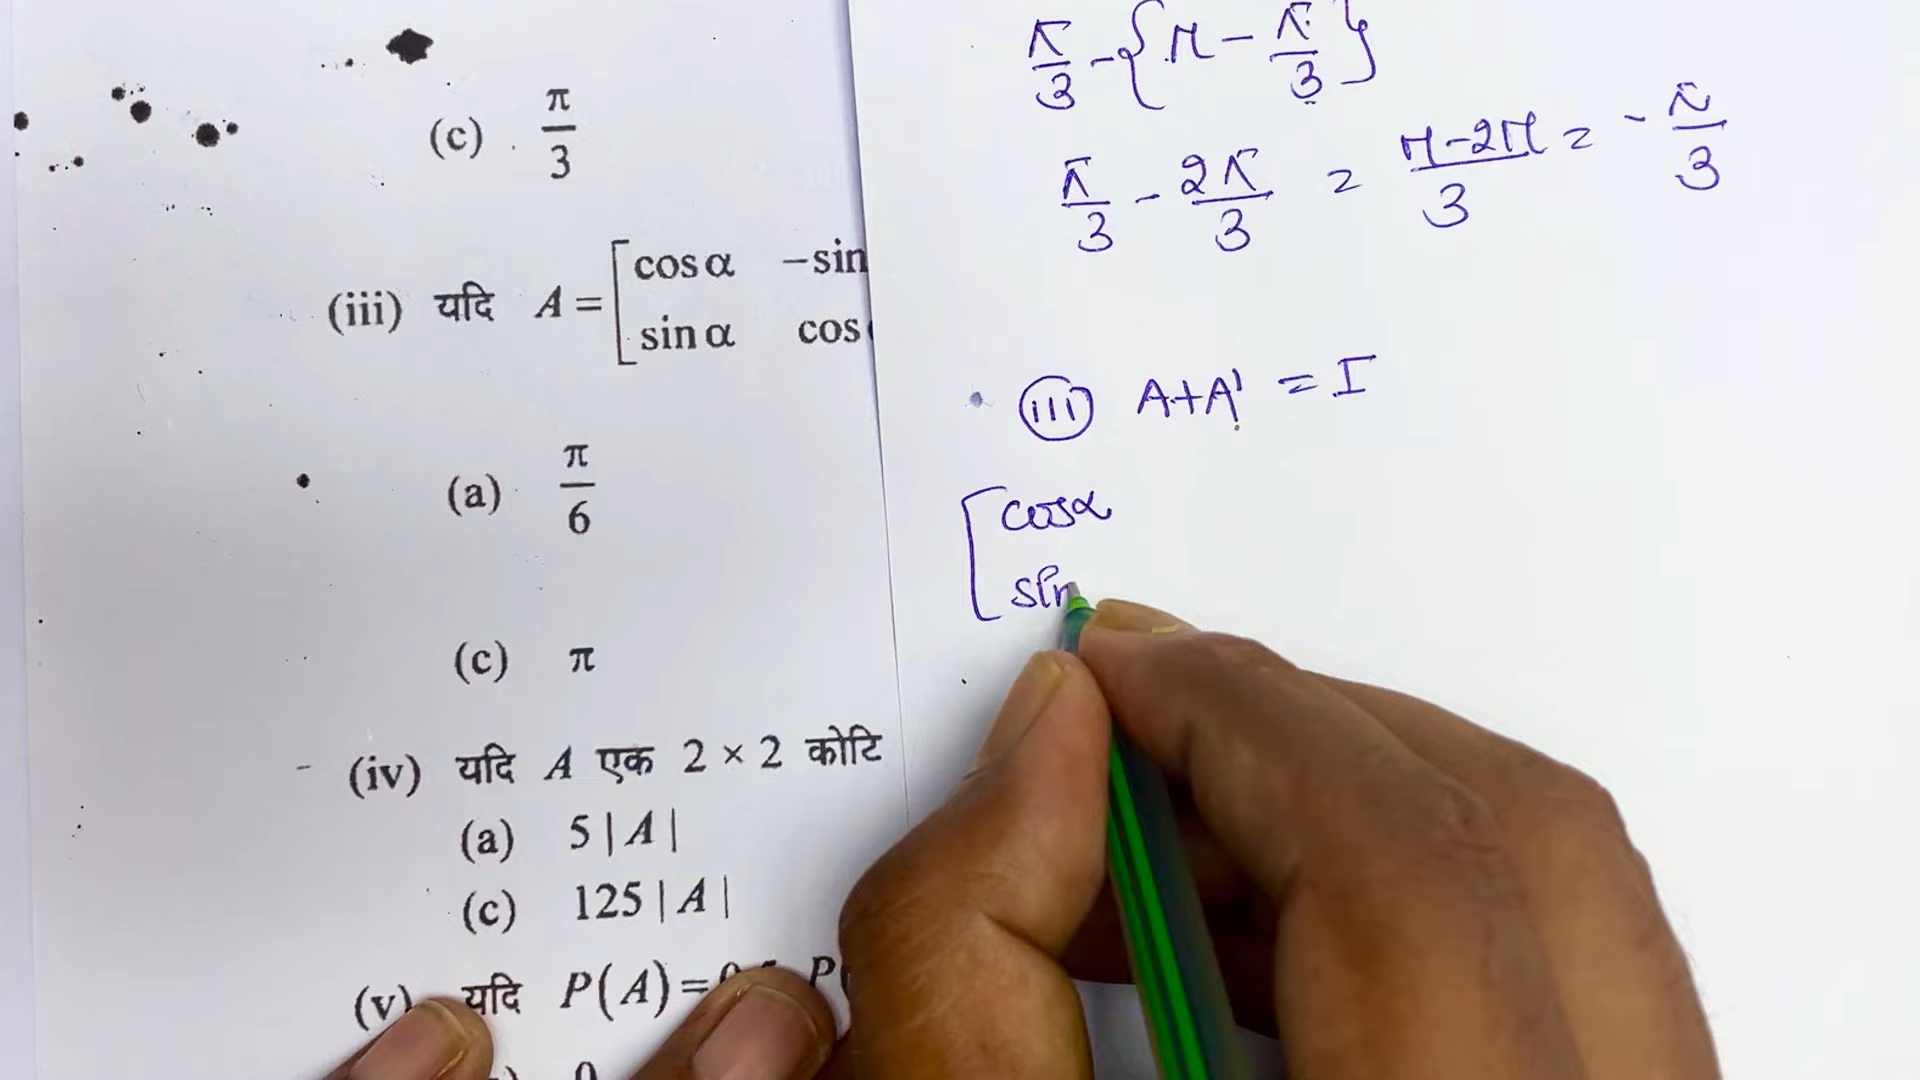 (c) π/3
(iii) यदि A = [cos α −sin
sin α cos
(a) π/6
(c) π
(iv) यदि A एक 2 × 2 कोटि
(a) 5 | A |
(c) 125 | A |
(v) यदि P(A) = P(
π/3 - {π - π/3}
π/3 - 2π/3 = π-2π/3 = -π/3
(iii) A+A' = I
[cosα
sin